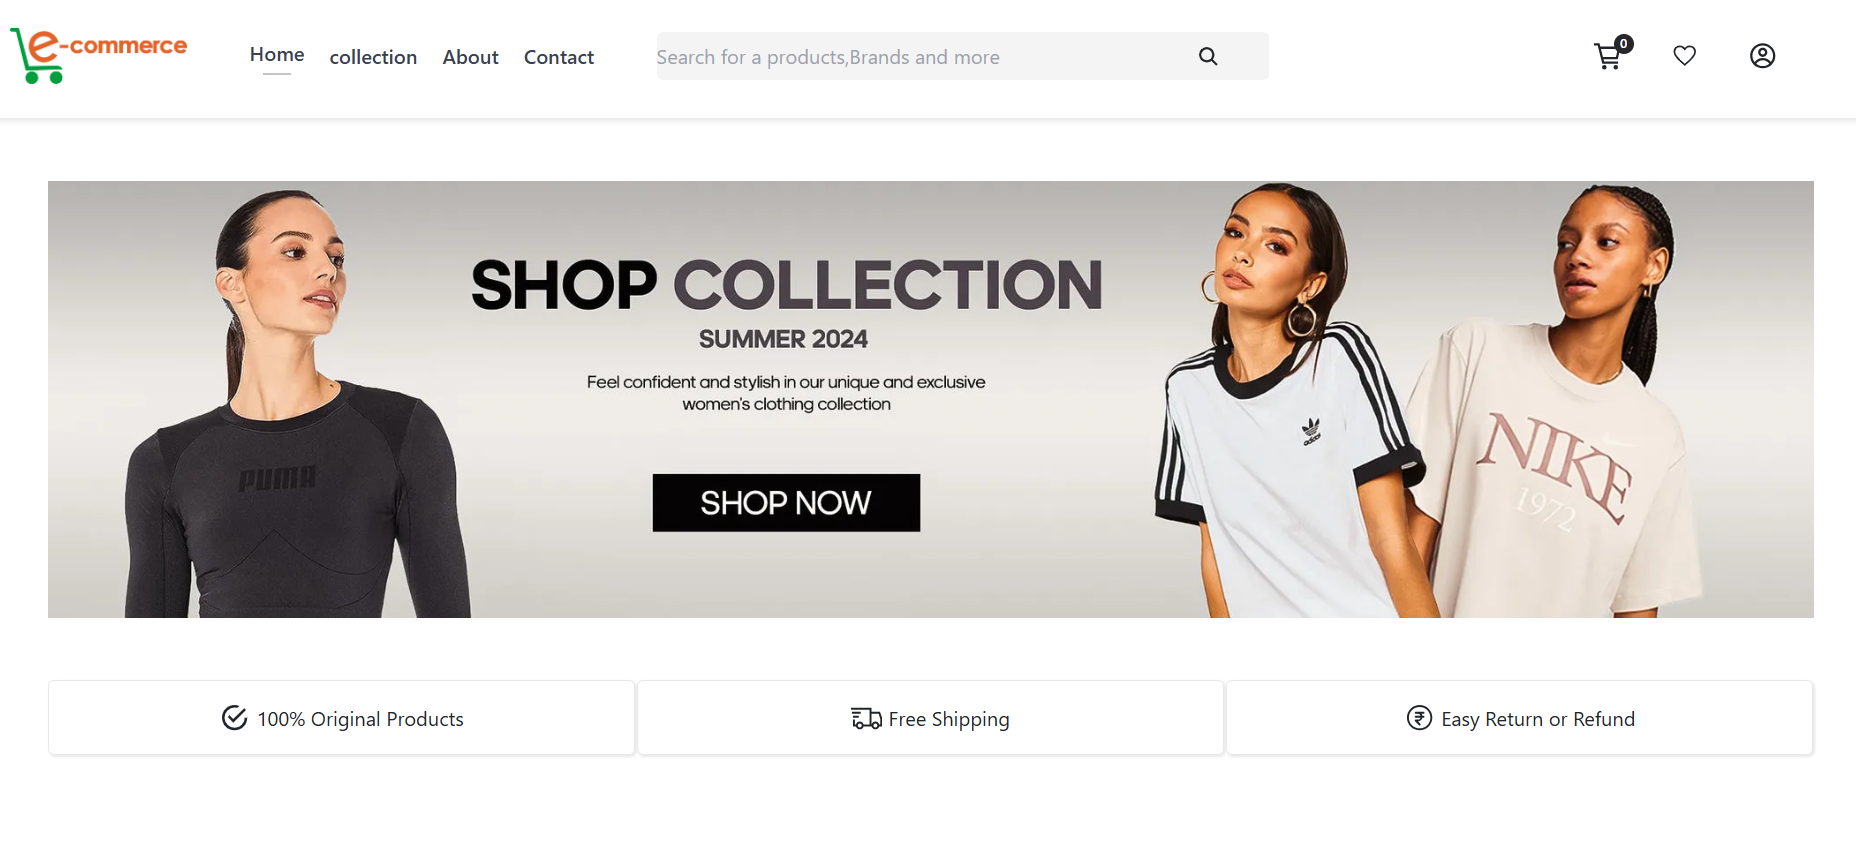 e-commerce
Home collection About Contact
Search for a products,Brands and more
0
SHOP COLLECTION
SUMMER 2024
Feel confident and stylish in our unique and exclusive
women's clothing collection
SHOP NOW
PUMA
adidas
NIKE
1972
100% Original Products
Free Shipping
Easy Return or Refund